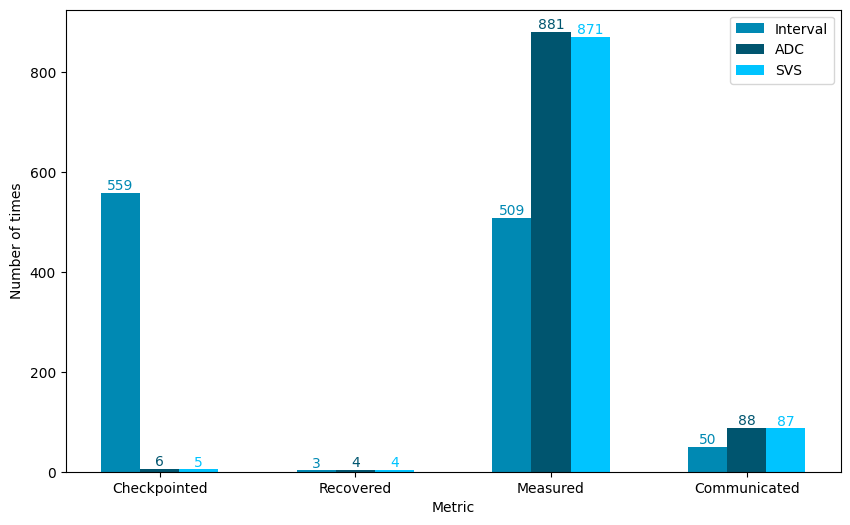 Interval
ADC
SVS
Number of times
800
600
400
200
0
559
6
5
3
4
4
509
881
871
50
88
87
Checkpointed
Recovered
Measured
Communicated
Metric